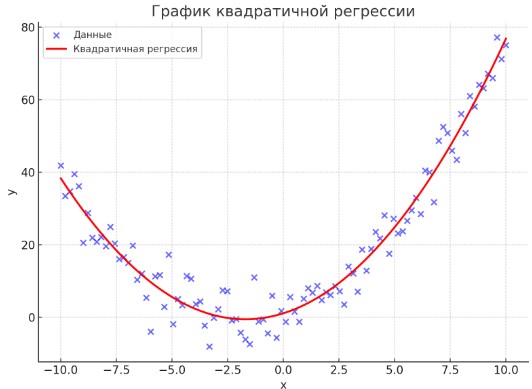 График квадратичной регрессии
Данные
Квадратичная регрессия
80
60
40
20
0
y
−10.0 −7.5 −5.0 −2.5 0.0 2.5 5.0 7.5 10.0
x